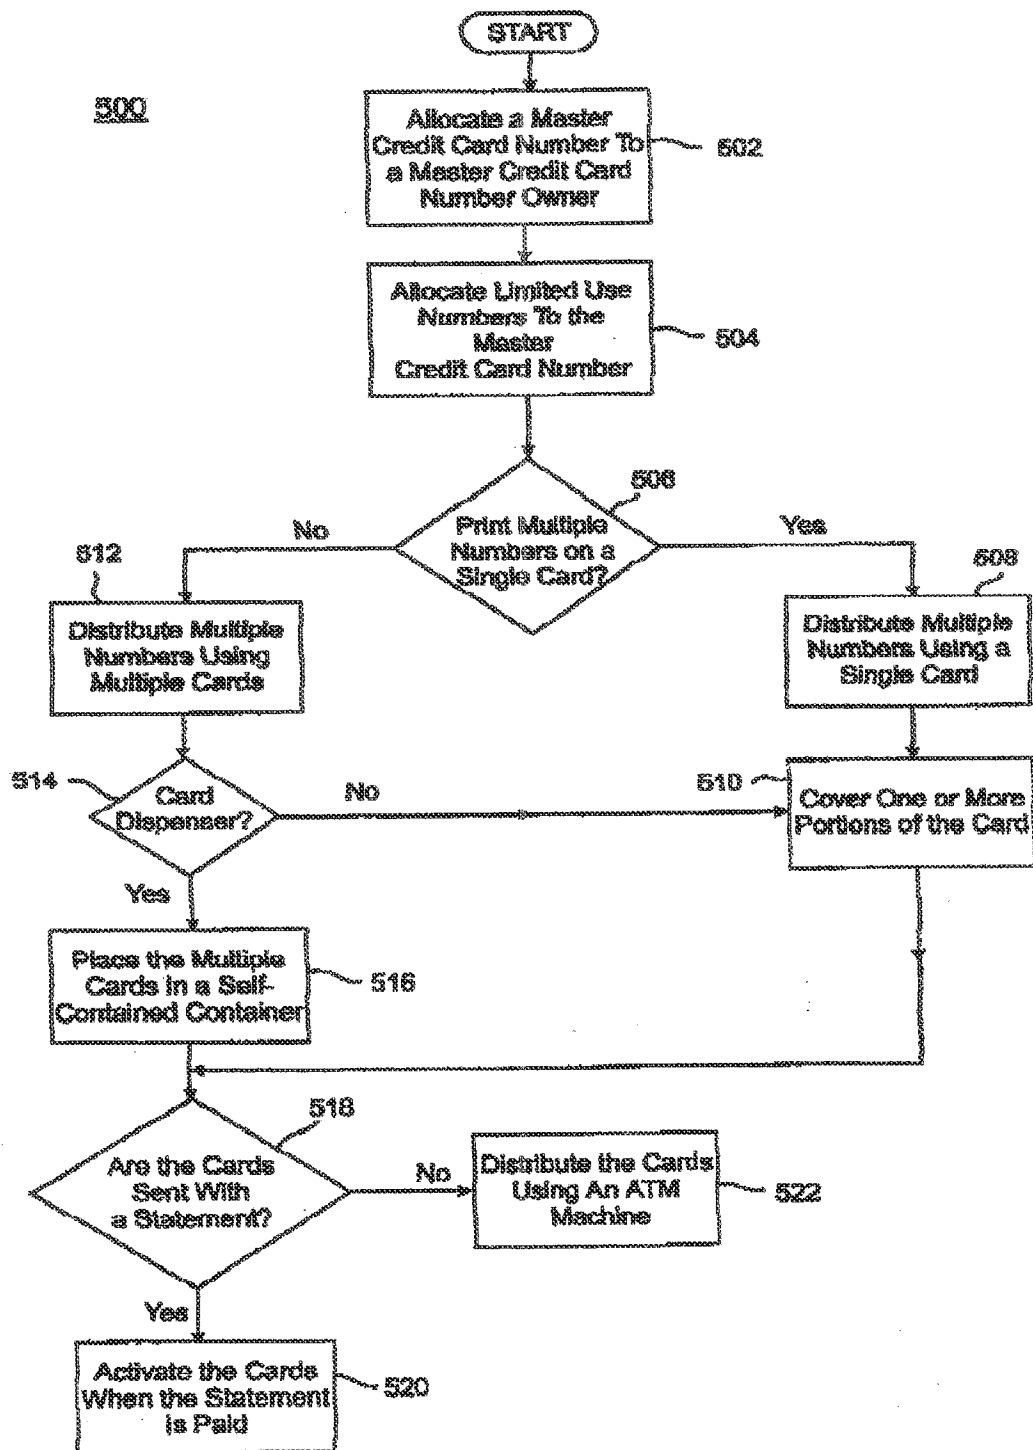 START
500
Allocate a Master
Credit Card Number To
a Master Credit Card
Number Owner
502
Allocate Limited Use
Numbers To the
Master
Credit Card Number
504
506
Print Multiple
Numbers on a
Single Card?
No
Yes
512
508
Distribute Multiple
Numbers Using
Multiple Cards
Distribute Multiple
Numbers Using a
Single Card
514
Card
Dispenser?
No
510
Cover One or More
Portions of the Card
Yes
Place the Multiple
Cards in a Self-
Contained Container
516
518
Are the Cards
Sent With
a Statement?
No
Distribute the Cards
Using An ATM
Machine
522
Yes
Activate the Cards
When the Statement
is Paid
520